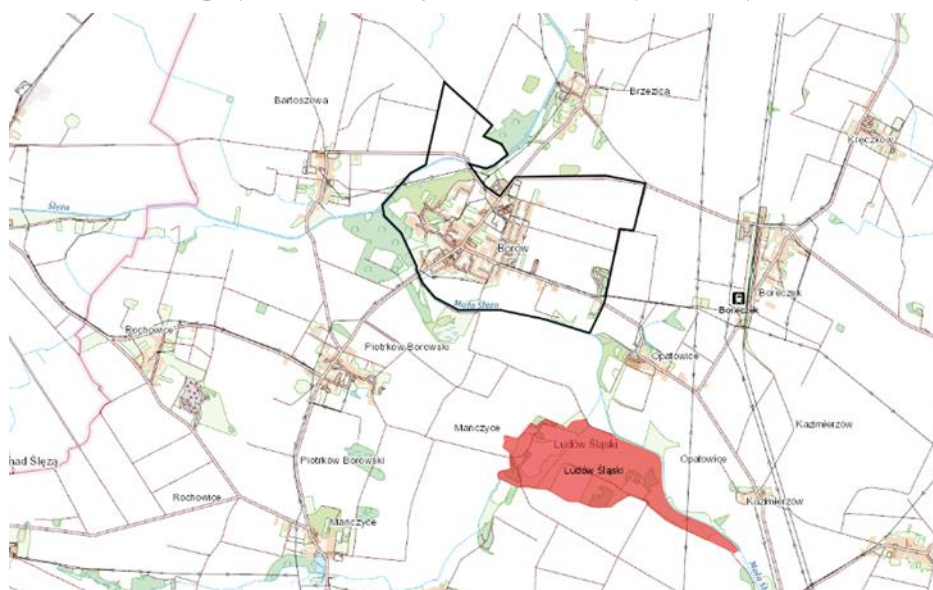 Brzezica
Bartoszowa
Kręczków
Ślęza
Borów
Mała Ślęza
Boreczek
Boreczek
Rochowice
Piotrków Borowski
Opatowice
Mańczyce
Ludów Śląski
Kazimierzów
nad Ślęzą
Piotrków Borowski
Ludów Śląski
Opatowice
Rochowice
Kazimierzów
Mańczyce
Mała Ś